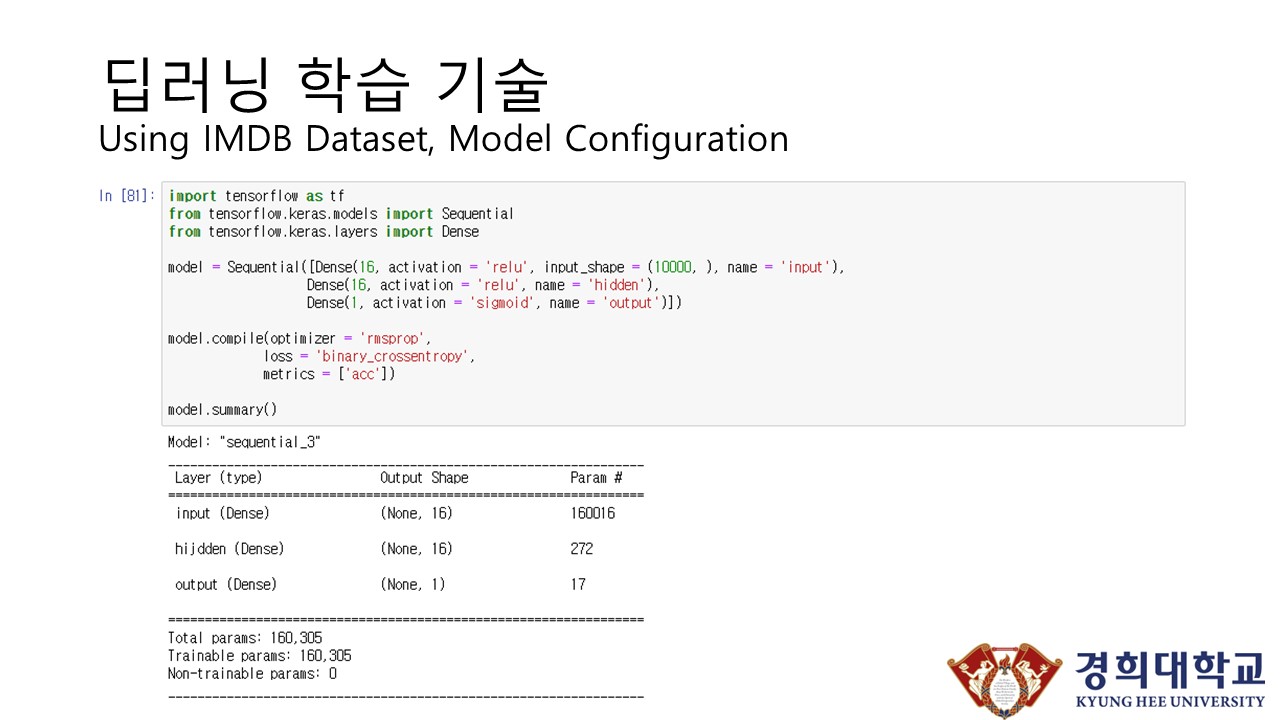 딥러닝 학습 기술
Using IMDB Dataset, Model Configuration
In [81]:
import tensorflow as tf
from tensorflow.keras.models import Sequential
from tensorflow.keras.layers import Dense
model = Sequential([Dense(16, activation = 'relu', input_shape = (10000, ), name = 'input'),
Dense(16, activation = 'relu', name = 'hidden'),
Dense(1, activation = 'sigmoid', name = 'output')])
model.compile(optimizer = 'rmsprop',
loss = 'binary_crossentropy',
metrics = ['acc'])
model.summary()
Model: "sequential_3"
_________________________________________________________________
Layer (type) Output Shape Param #
=================================================================
input (Dense) (None, 16) 160016
hijdden (Dense) (None, 16) 272
output (Dense) (None, 1) 17
=================================================================
Total params: 160,305
Trainable params: 160,305
Non-trainable params: 0
_________________________________________________________________
경희대학교
KYUNG HEE UNIVERSITY